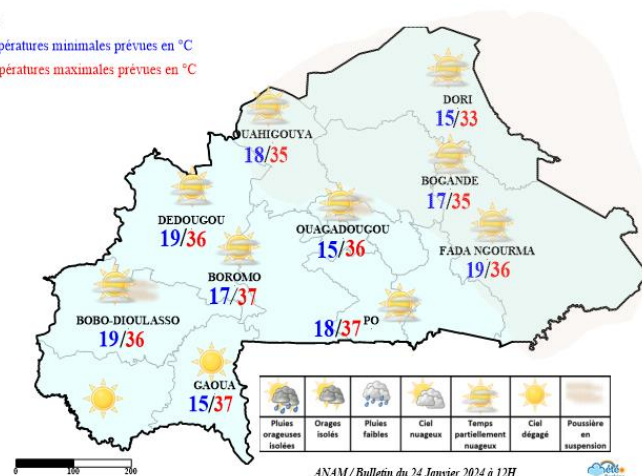 pératures minimales prévues en °C
pératures maximales prévues en °C
DORI
15/33
OUAHIGOUYA
18/35
BOGANDE
17/35
DEDOUGOU
19/36
OUAGADOUGOU
15/36
FADA NGOURMA
19/36
BOROMO
17/37
BOBO-DIOULASSO
19/36
18/37 PO
GAOUA
15/37
Pluies orageuses isolées
Orages isolés
Pluies faibles
Ciel nuageux
Temps partiellement nuageux
Ciel dégagé
Poussière en suspension
0 100 200
ANAM / Bulletin du 24 Janvier 2024 à 12H